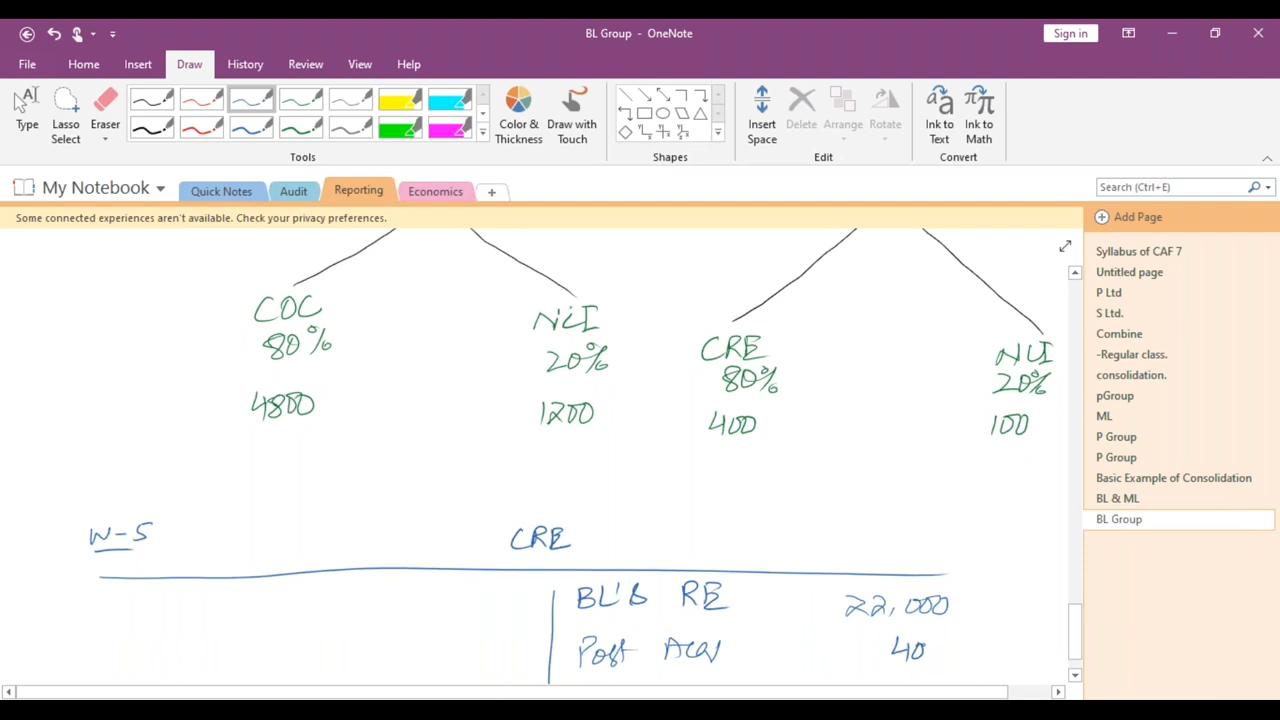 BL Group - OneNote
Sign in
File Home Insert Draw History Review View Help
Type
Lasso Select
Eraser
Color & Thickness
Draw with Touch
Insert Space
Delete
Arrange
Rotate
Ink to Text
Ink to Math
Tools
Shapes
Edit
Convert
My Notebook
Quick Notes
Audit
Reporting
Economics
Search (Ctrl+E)
Some connected experiences aren't available. Check your privacy preferences.
Add Page
Syllabus of CAF 7
Untitled page
P Ltd
S Ltd.
Combine
-Regular class.
consolidation.
pGroup
ML
P Group
P Group
Basic Example of Consolidation
BL & ML
BL Group
COC
80%
4800
NCI
20%
1200
CRE
80%
400
NCI
20%
100
W-5
CRE
BL's RE 22,000
Post Acq 40